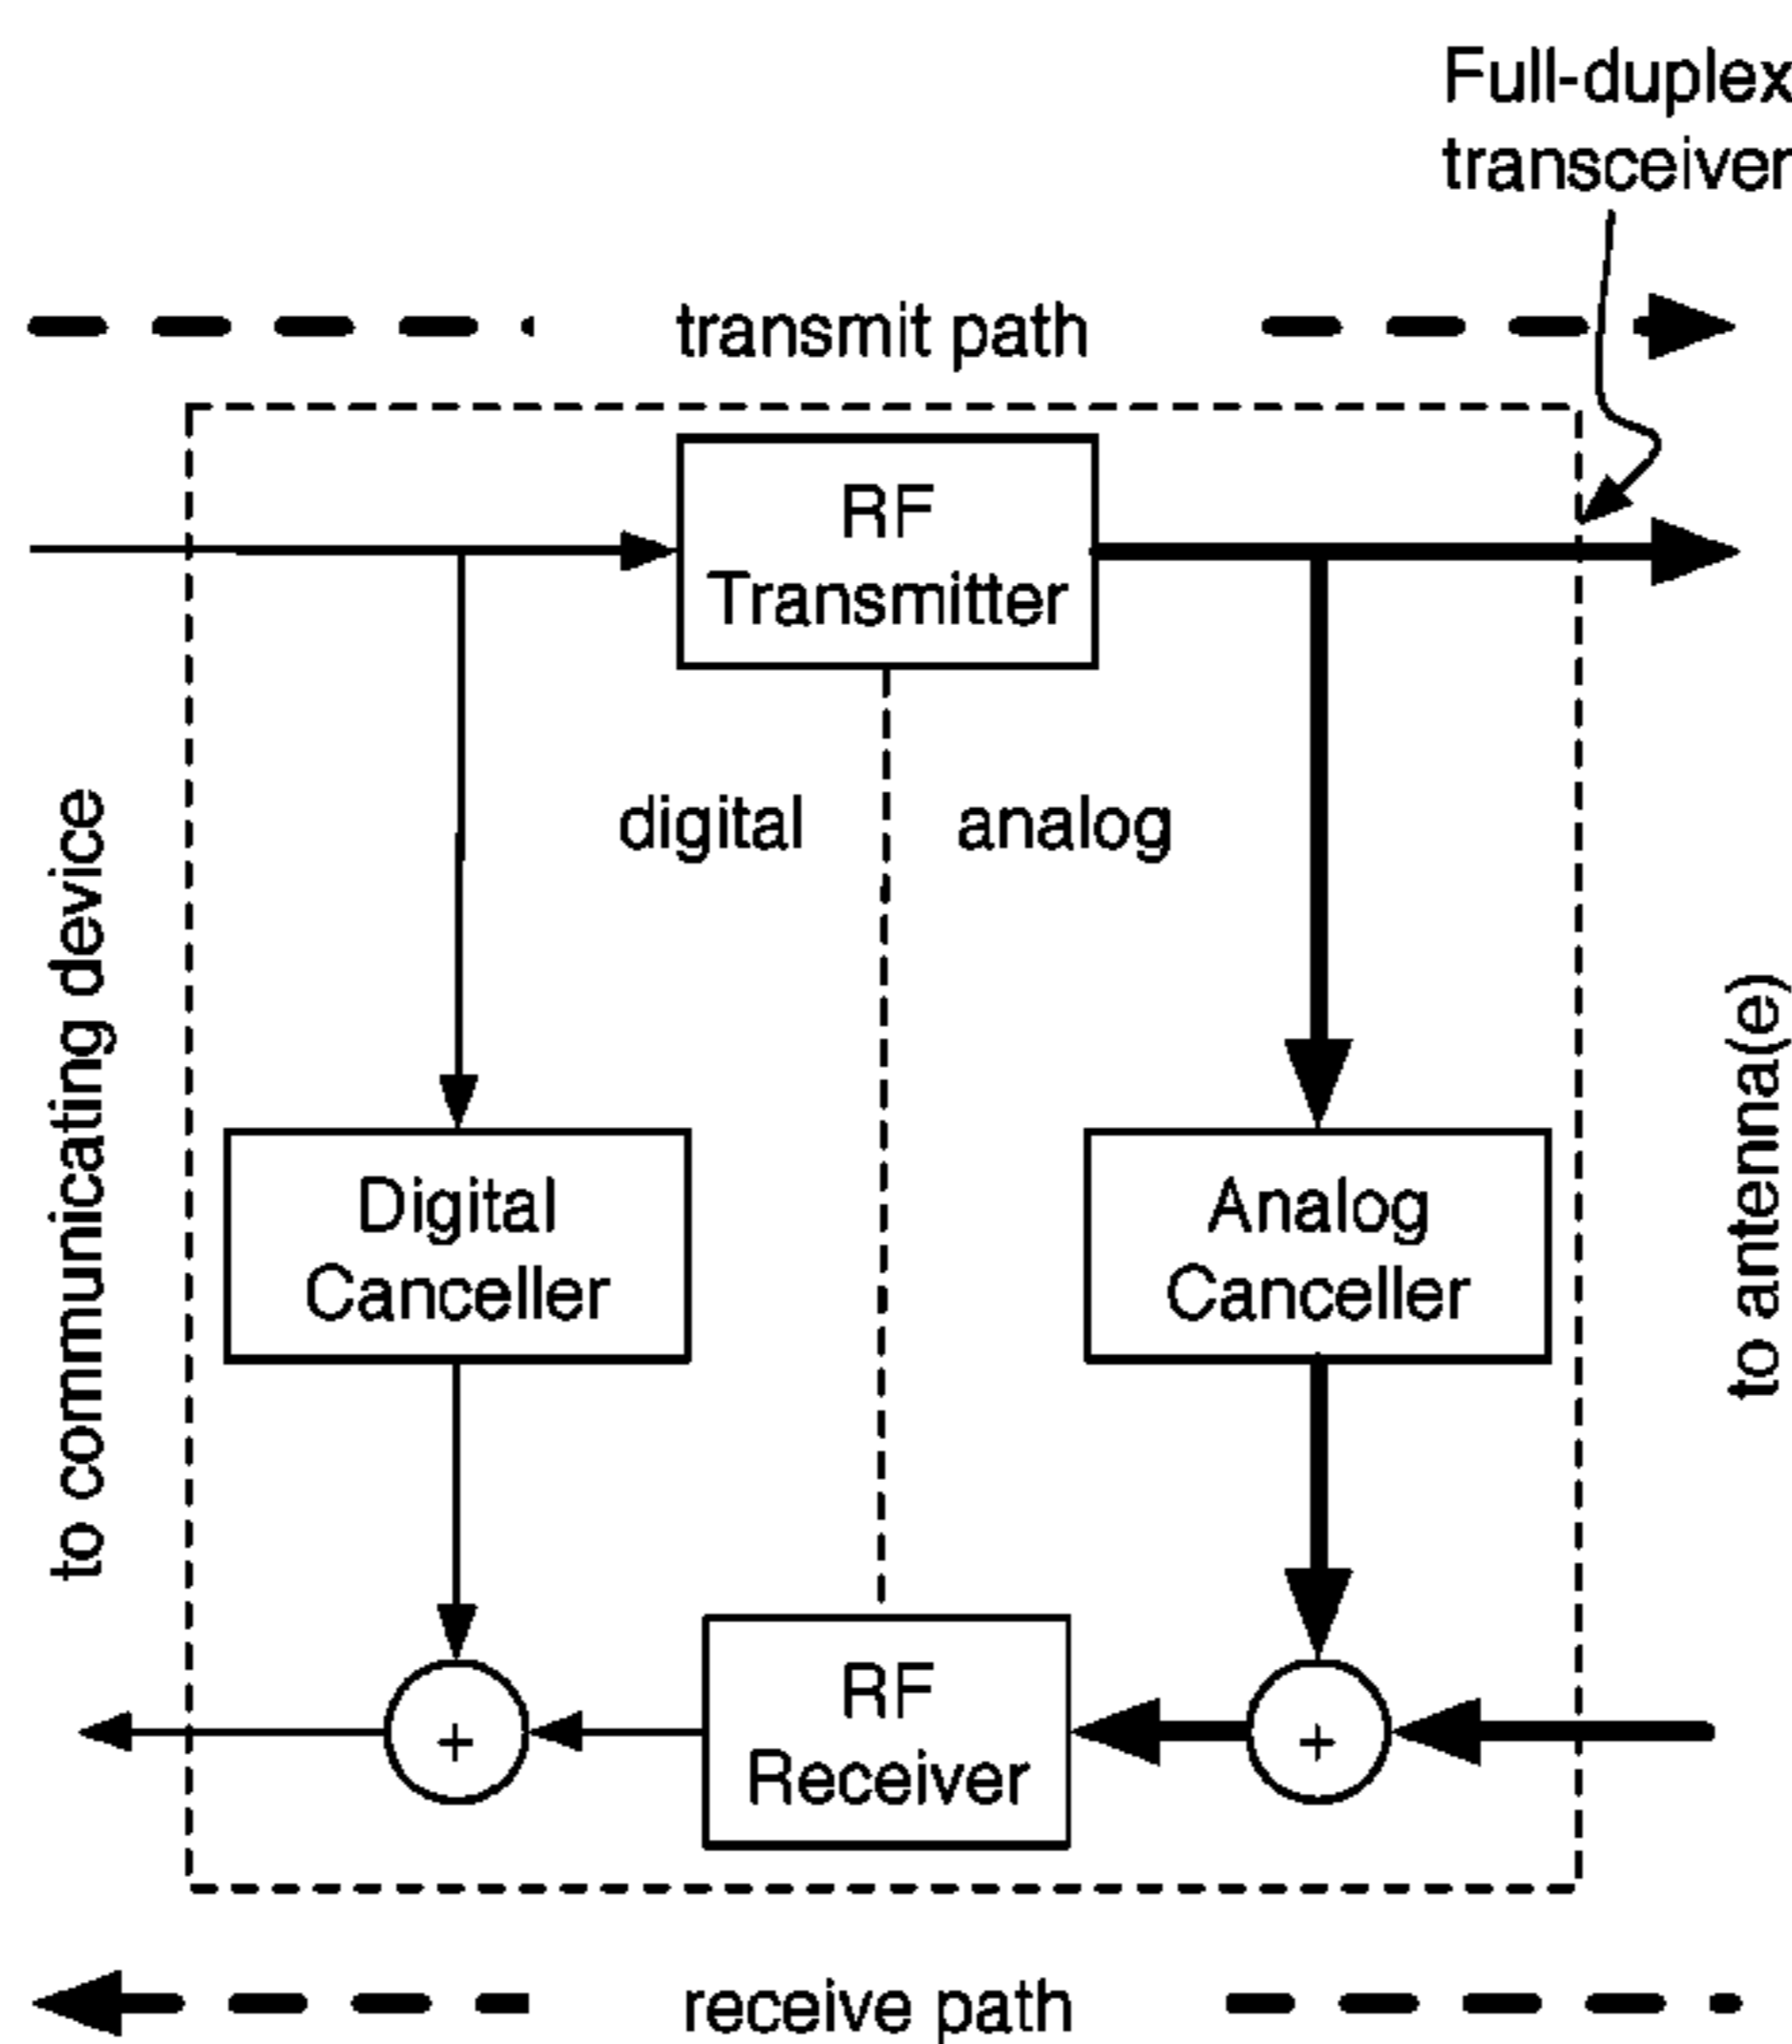 Full-duplex
transceiver
transmit path
RF
Transmitter
digital
analog
to communicating device
to antenna(e)
Digital
Canceller
Analog
Canceller
RF
Receiver
+
+
receive path